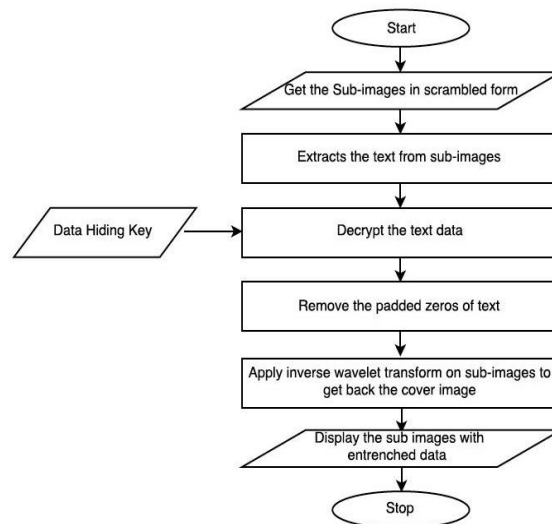 Start
Get the Sub-images in scrambled form
Extracts the text from sub-images
Data Hiding Key
Decrypt the text data
Remove the padded zeros of text
Apply inverse wavelet transform on sub-images to
get back the cover image
Display the sub images with
entrenched data
Stop